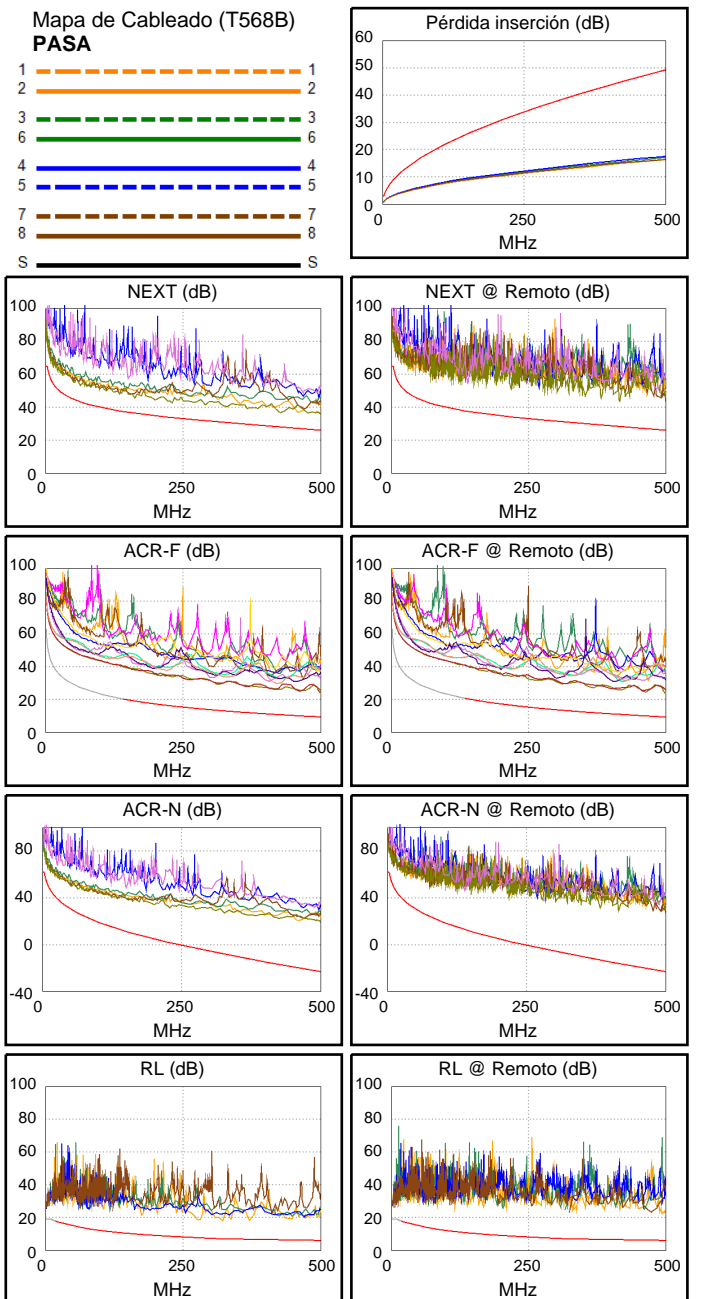 Mapa de Cableado (T568B)
PASA
1 1
2 2
3 3
6 6
4 4
5 5
7 7
8 8
S S
Pérdida inserción (dB)
60
50
40
30
20
10
0
0 250 500
MHz
NEXT (dB)
100
80
60
40
20
0
0 250 500
MHz
NEXT @ Remoto (dB)
100
80
60
40
20
0
0 250 500
MHz
ACR-F (dB)
100
80
60
40
20
0
0 250 500
MHz
ACR-F @ Remoto (dB)
100
80
60
40
20
0
0 250 500
MHz
ACR-N (dB)
80
40
0
-40
0 250 500
MHz
ACR-N @ Remoto (dB)
80
40
0
-40
0 250 500
MHz
RL (dB)
100
80
60
40
20
0
0 250 500
MHz
RL @ Remoto (dB)
100
80
60
40
20
0
0 250 500
MHz